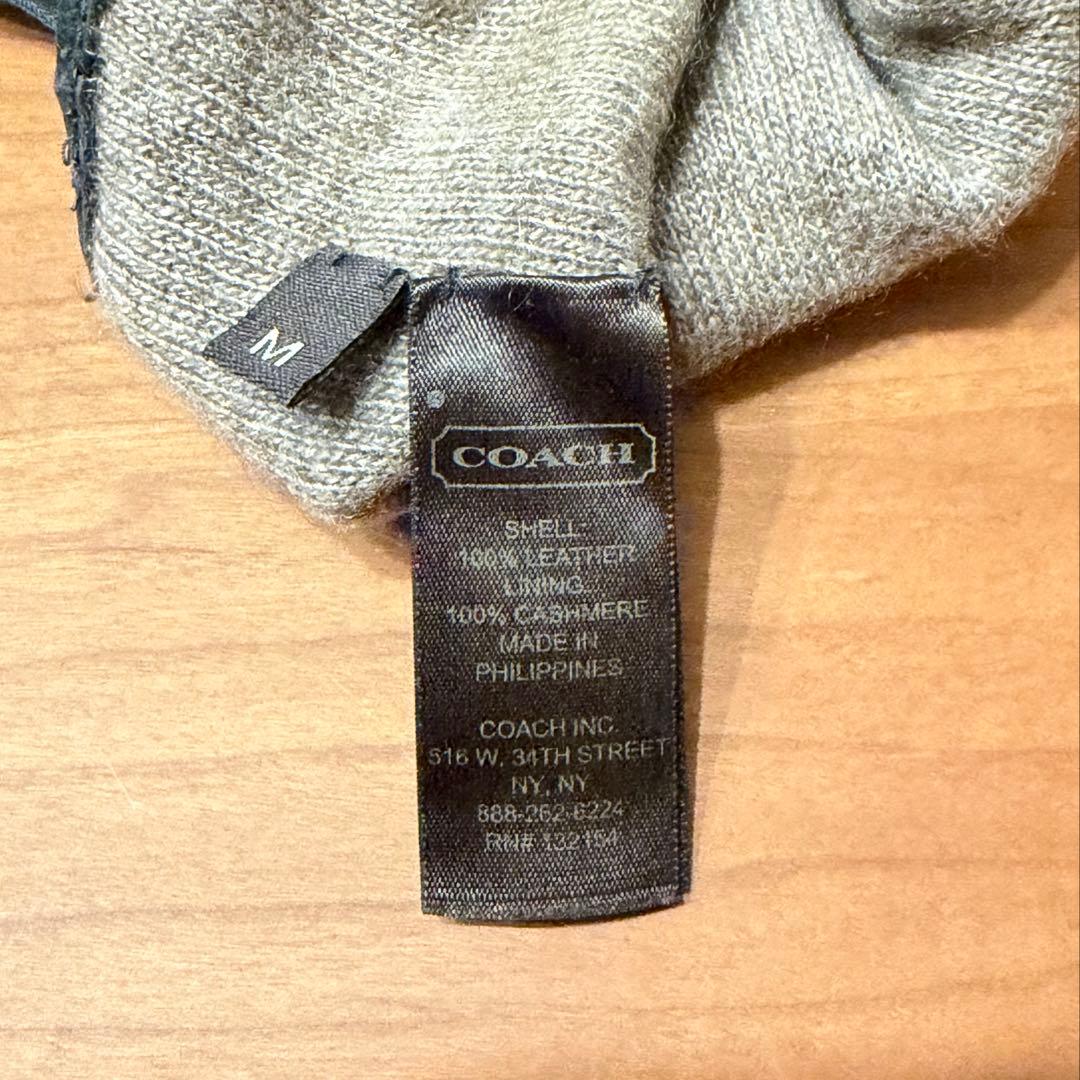 M
COACH
SHELL:
100% LEATHER
LINING:
100% CASHMERE
MADE IN
PHILIPPINES
COACH INC.
516 W. 34TH STREET
NY, NY
888-262-6224
RN# 132154